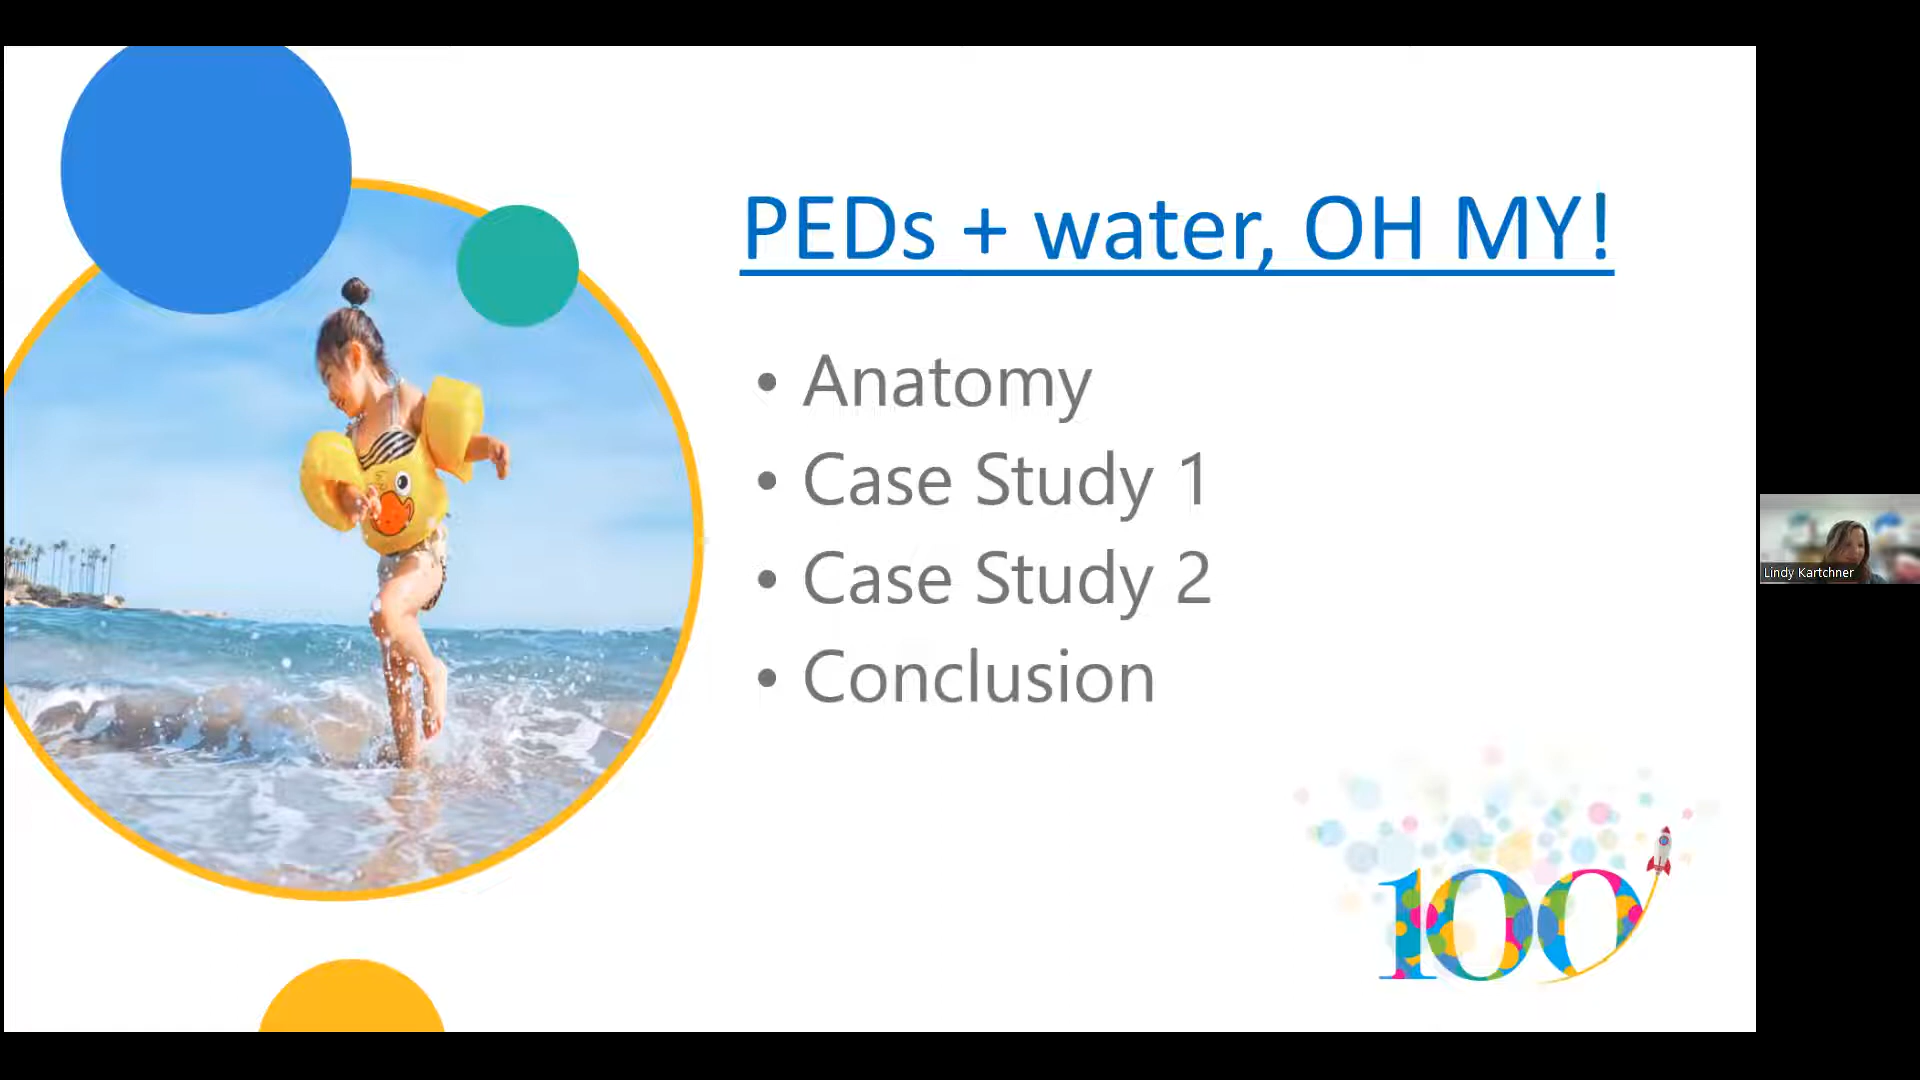 PEDs + water, OH MY!
• Anatomy
• Case Study 1
• Case Study 2
• Conclusion
100
Lindy Kartchner